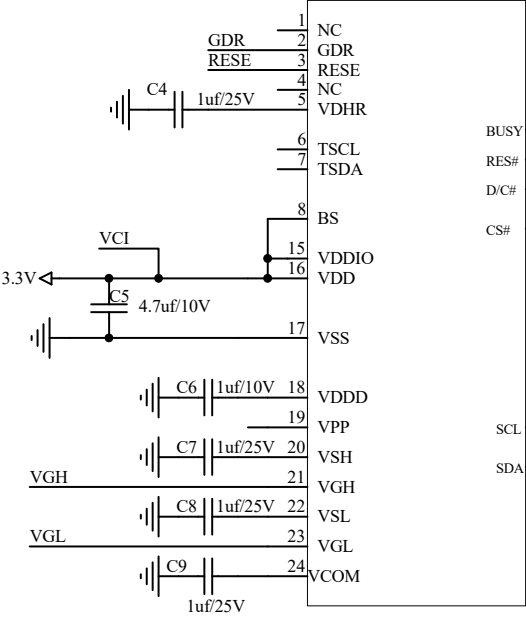 1 NC
GDR 2 GDR
RESE 3 RESE
4 NC
C4 1uf/25V 5 VDHR
BUSY
6 TSCL
RES#
7 TSDA
D/C#
8 BS
CS#
VCI
15 VDDIO
3.3V 16 VDD
C5 4.7uf/10V
17 VSS
C6 1uf/10V 18 VDDD
19 VPP
SCL
C7 1uf/25V 20 VSH
SDA
VGH 21 VGH
C8 1uf/25V 22 VSL
VGL 23 VGL
C9 24 VCOM
1uf/25V